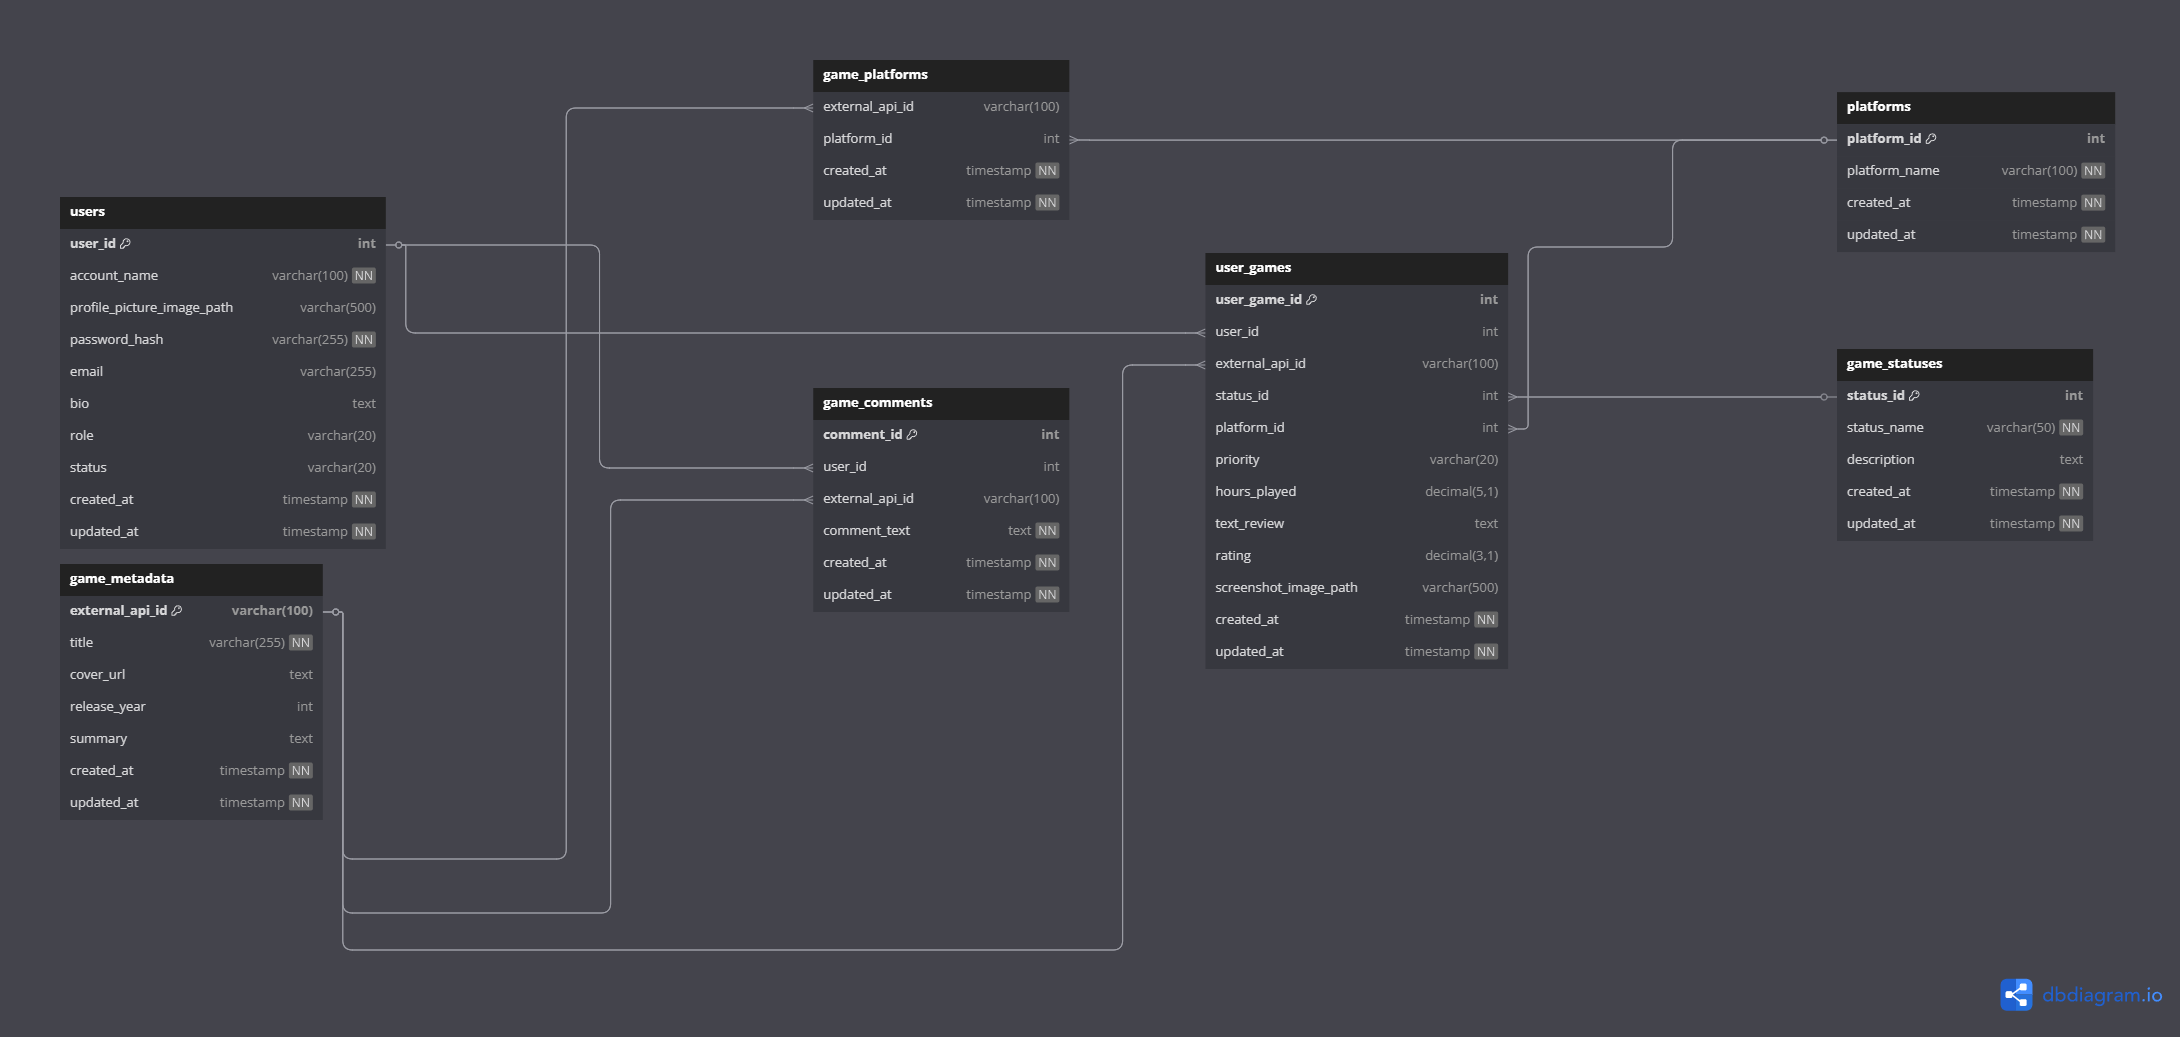 game_platforms
external_api_id varchar(100)
platform_id int
created_at timestamp NN
updated_at timestamp NN
platforms
platform_id int
platform_name varchar(100) NN
created_at timestamp NN
updated_at timestamp NN
users
user_id int
account_name varchar(100) NN
profile_picture_image_path varchar(500)
password_hash varchar(255) NN
email varchar(255)
bio text
role varchar(20)
status varchar(20)
created_at timestamp NN
updated_at timestamp NN
user_games
user_game_id int
user_id int
external_api_id varchar(100)
status_id int
platform_id int
priority varchar(20)
hours_played decimal(5,1)
text_review text
rating decimal(3,1)
screenshot_image_path varchar(500)
created_at timestamp NN
updated_at timestamp NN
game_statuses
status_id int
status_name varchar(50) NN
description text
created_at timestamp NN
updated_at timestamp NN
game_comments
comment_id int
user_id int
external_api_id varchar(100)
comment_text text NN
created_at timestamp NN
updated_at timestamp NN
game_metadata
external_api_id varchar(100)
title varchar(255) NN
cover_url text
release_year int
summary text
created_at timestamp NN
updated_at timestamp NN
dbdiagram.io